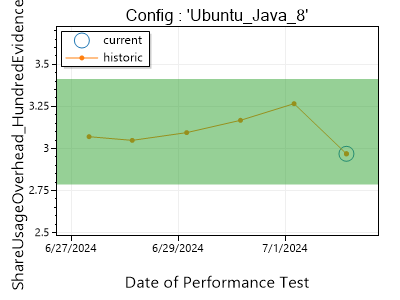 Config : 'Ubuntu_Java_8'
current
historic
ShareUsageOverhead_HundredEvidence
3.5
3.25
3
2.75
2.5
6/27/2024
6/29/2024
7/1/2024
Date of Performance Test